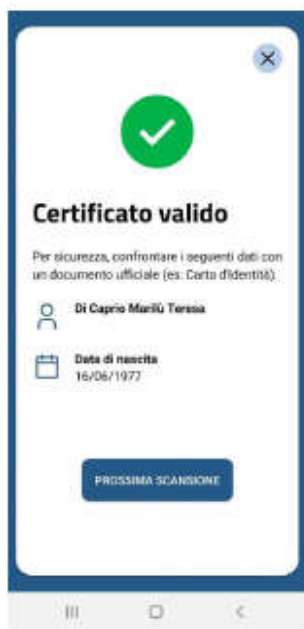 Certificato valido
Per sicurezza, confrontare i seguenti dati con
un documento ufficiale (es. Carta d'Identità)
Di Caprio Marilù Teresa
Data di nascita
16/06/1977
PROSSIMA SCANSIONE